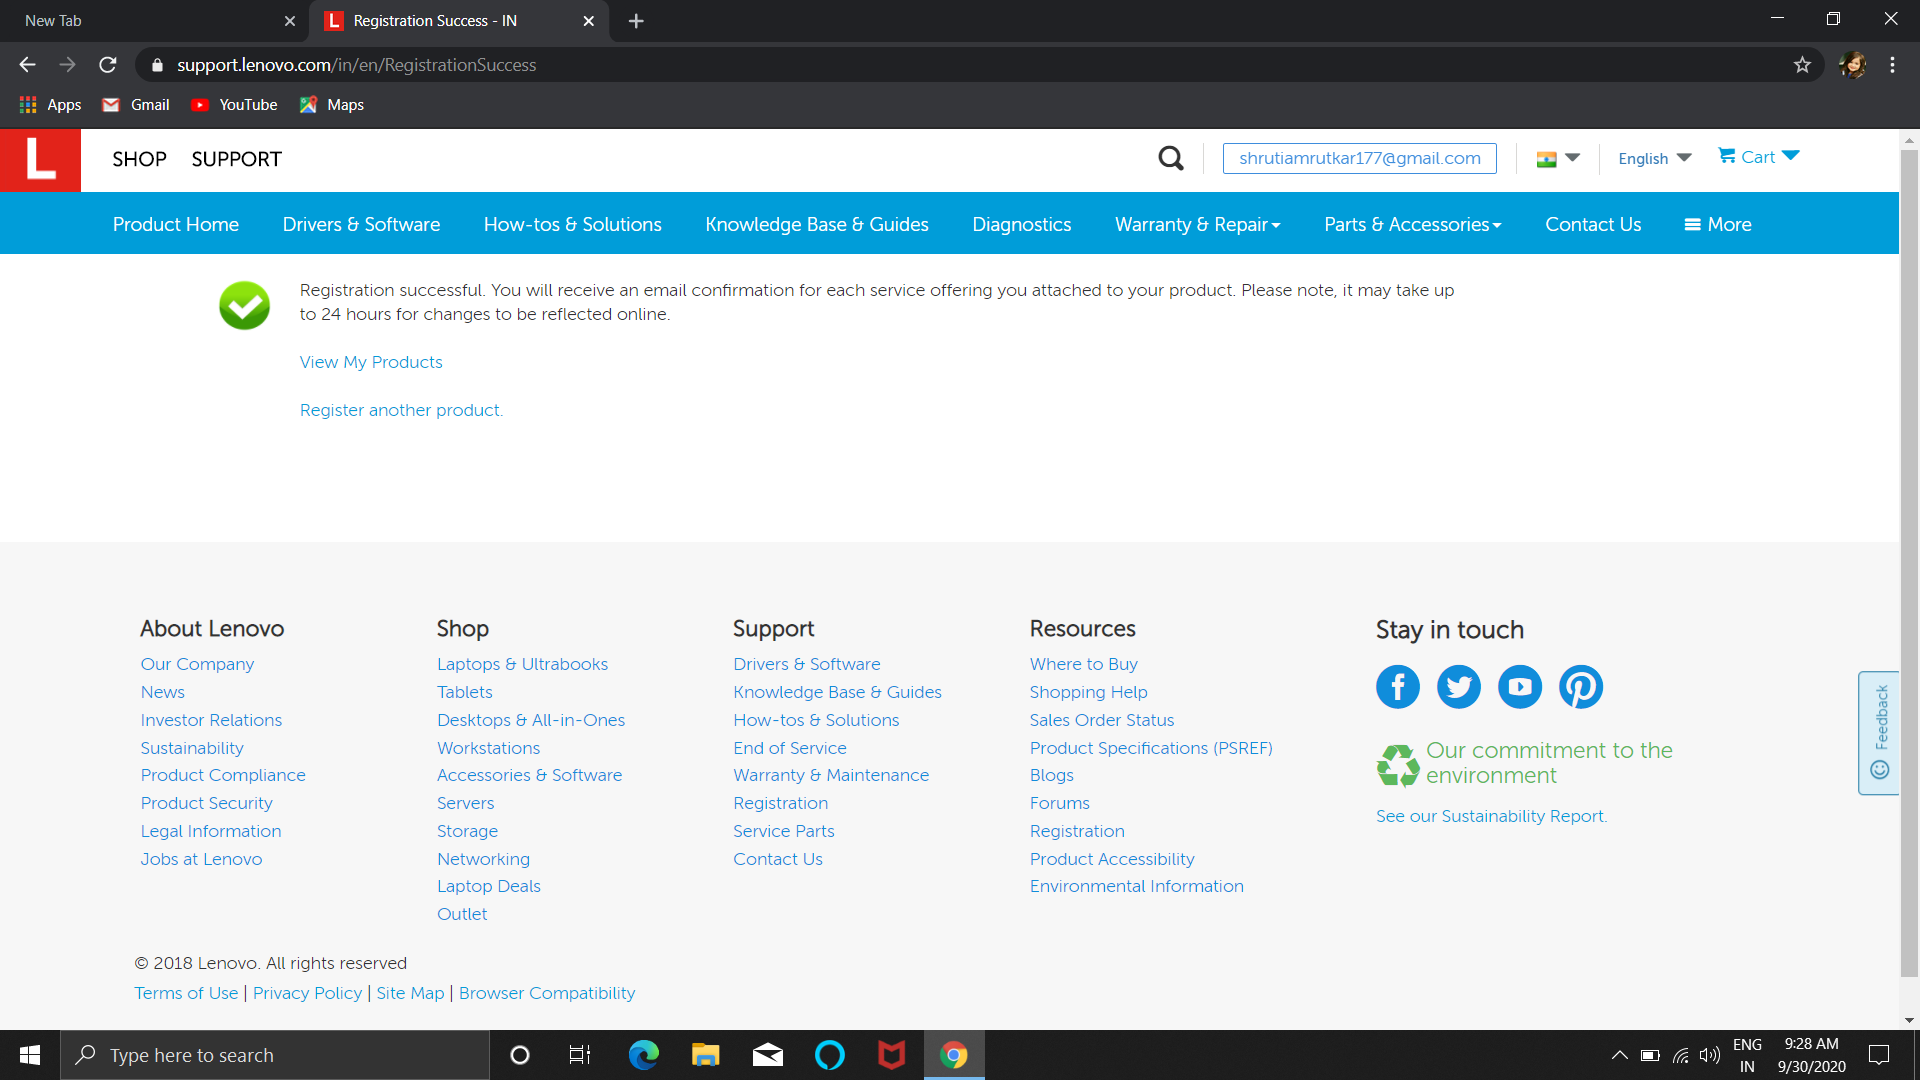 New Tab
L Registration Success - IN
support.lenovo.com/in/en/RegistrationSuccess
Apps Gmail YouTube Maps
L SHOP SUPPORT shrutiamrutkar177@gmail.com English Cart
Product Home Drivers & Software How-tos & Solutions Knowledge Base & Guides Diagnostics Warranty & Repair Parts & Accessories Contact Us More
Registration successful. You will receive an email confirmation for each service offering you attached to your product. Please note, it may take up
to 24 hours for changes to be reflected online.
View My Products
Register another product.
About Lenovo
Our Company
News
Investor Relations
Sustainability
Product Compliance
Product Security
Legal Information
Jobs at Lenovo
Shop
Laptops & Ultrabooks
Tablets
Desktops & All-in-Ones
Workstations
Accessories & Software
Servers
Storage
Networking
Laptop Deals
Outlet
Support
Drivers & Software
Knowledge Base & Guides
How-tos & Solutions
End of Service
Warranty & Maintenance
Registration
Service Parts
Contact Us
Resources
Where to Buy
Shopping Help
Sales Order Status
Product Specifications (PSREF)
Blogs
Forums
Registration
Product Accessibility
Environmental Information
Stay in touch
Our commitment to the
environment
See our Sustainability Report.
Feedback
© 2018 Lenovo. All rights reserved
Terms of Use | Privacy Policy | Site Map | Browser Compatibility
Type here to search
ENG
IN
9:28 AM
9/30/2020